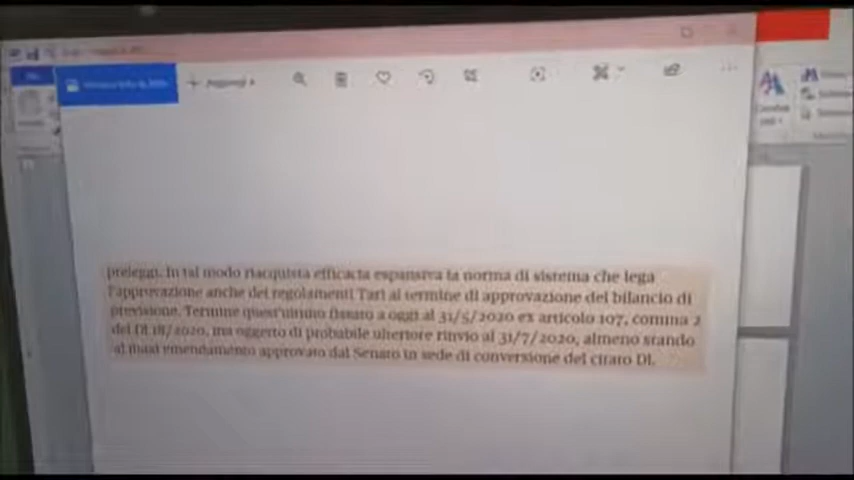 Aggiungi a
preleggi. In tal modo riacquista efficacia espansiva la norma di sistema che lega
l'approvazione anche dei regolamenti Tari al termine di approvazione del bilancio di
previsione. Termine quest'ultimo fissato a oggi al 31/5/2020 ex articolo 107, comma 2
del Dl 18/2020, ma oggetto di probabile ulteriore rinvio al 31/7/2020, almeno stando
al maxi emendamento approvato dal Senato in sede di conversione del citato Dl.